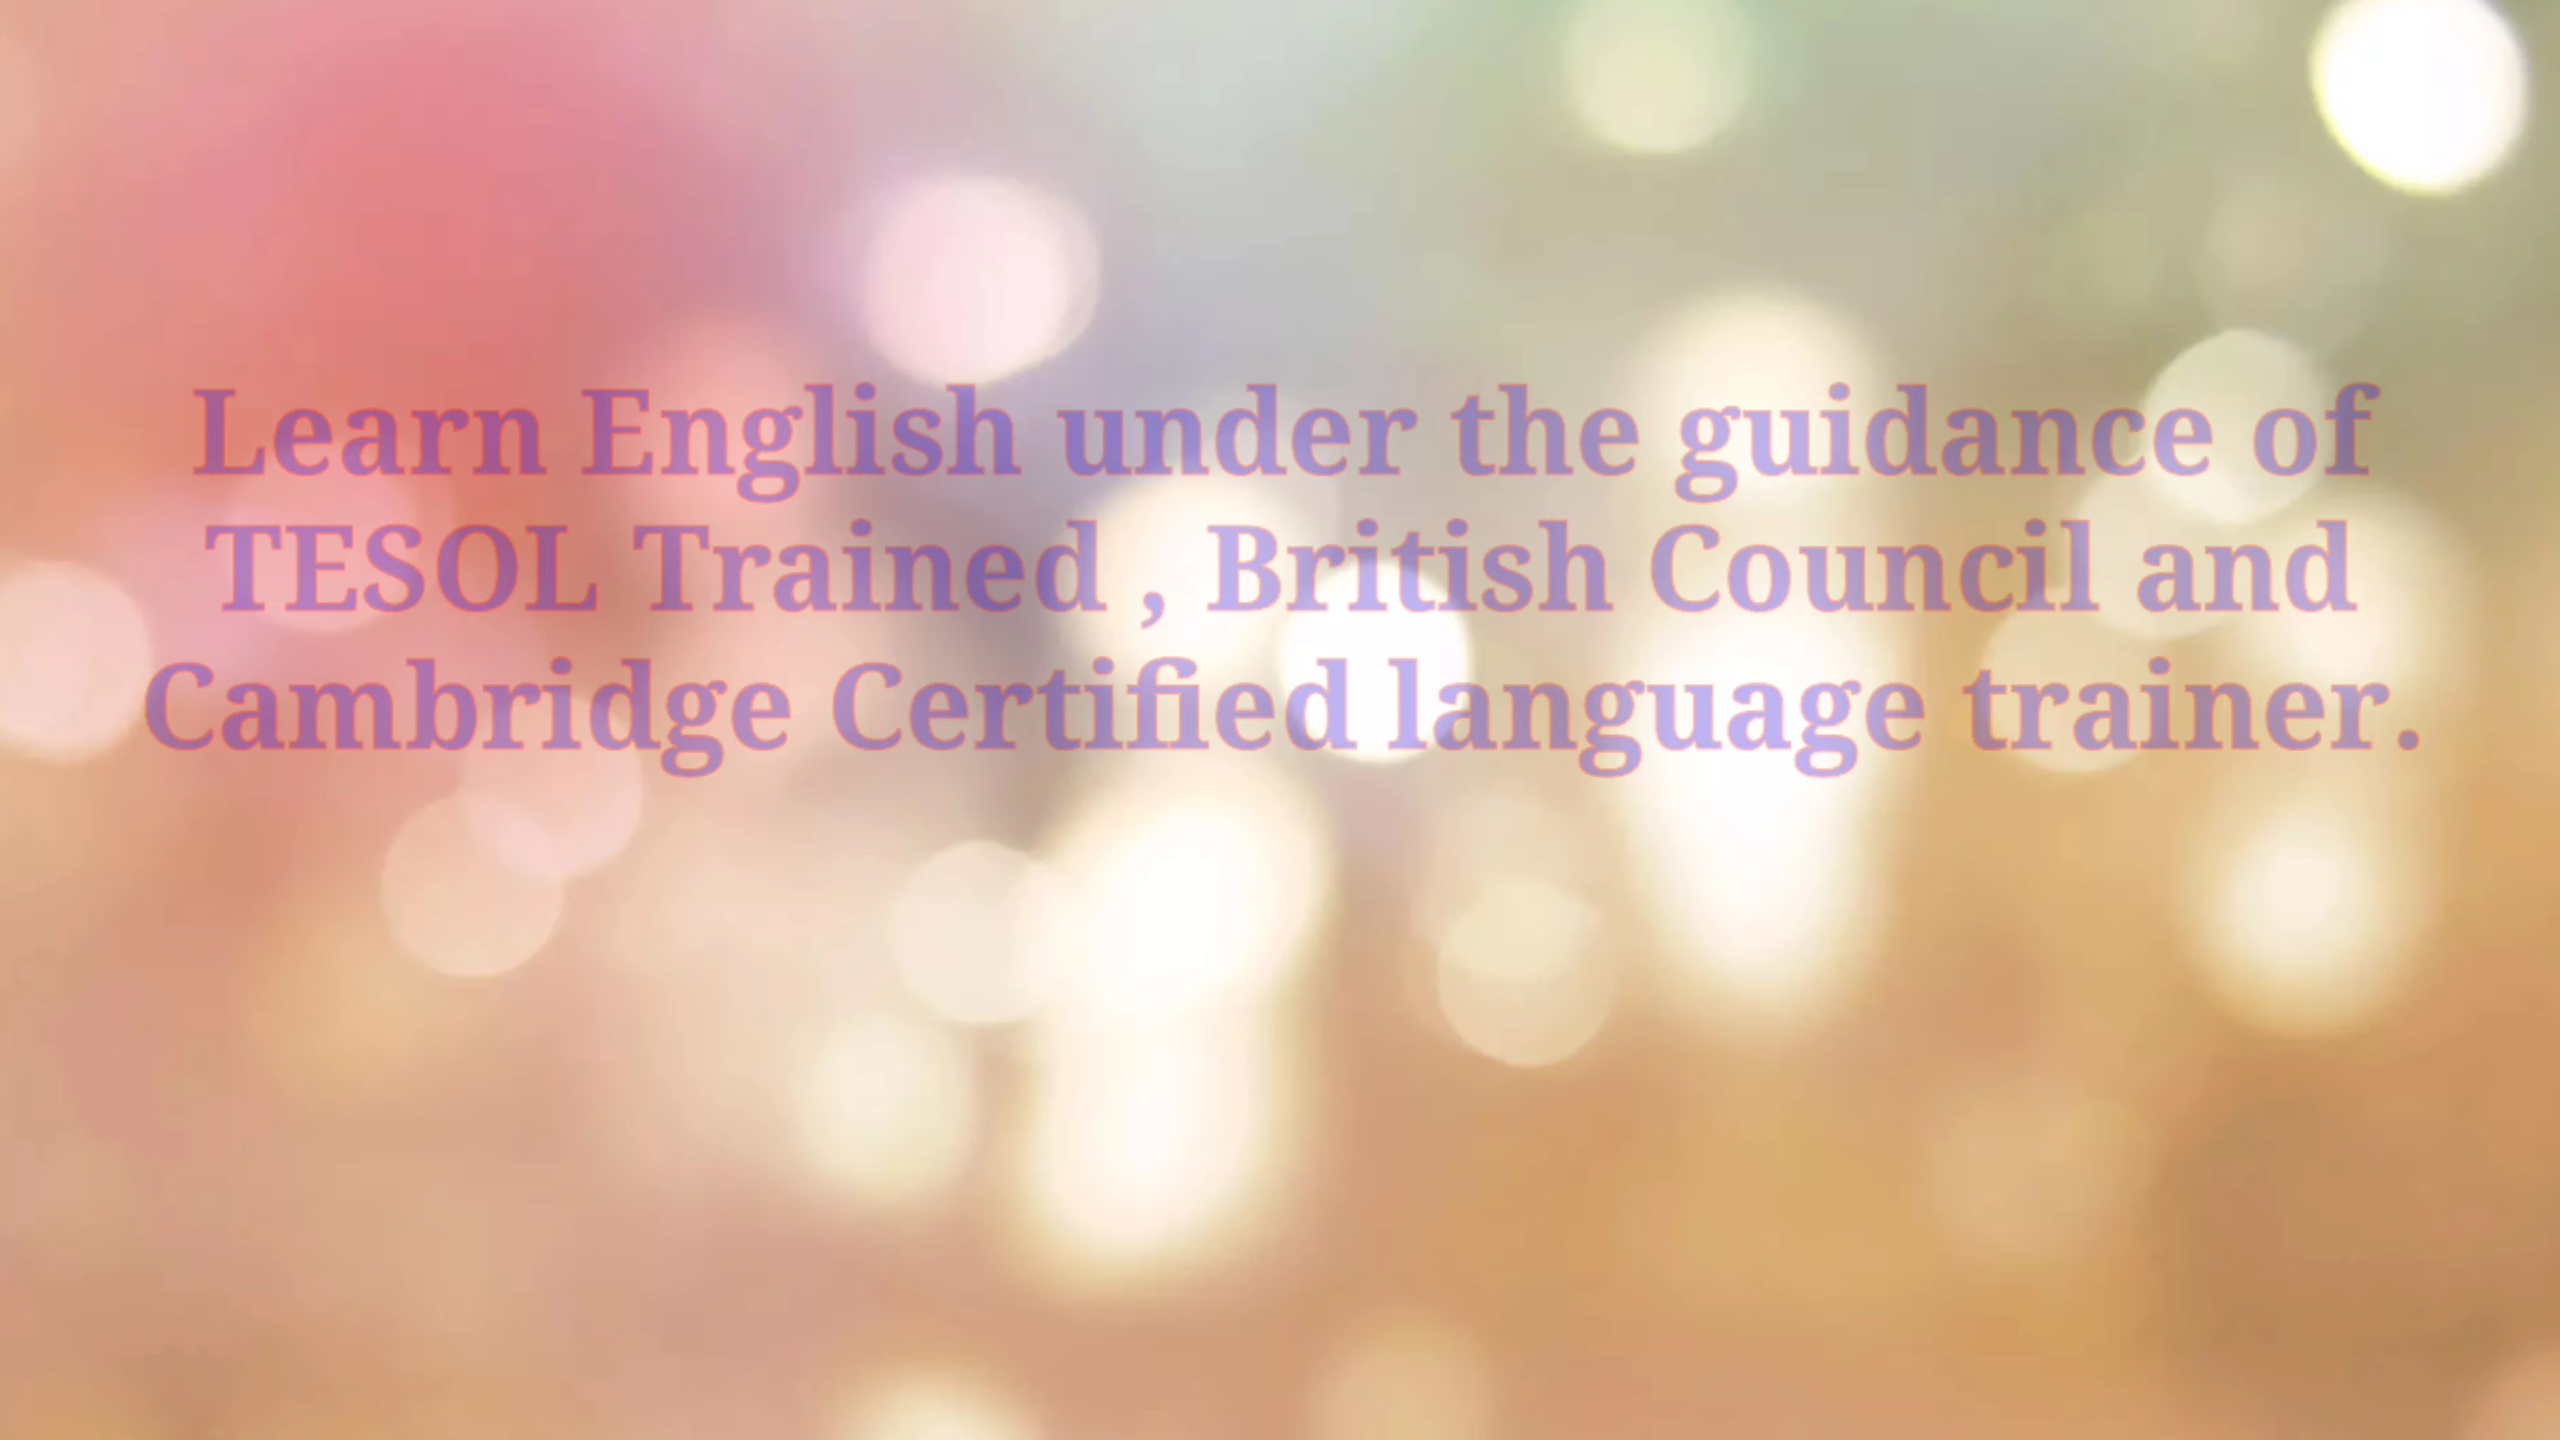 Learn English under the guidance of
TESOL Trained , British Council and
Cambridge Certified language trainer.